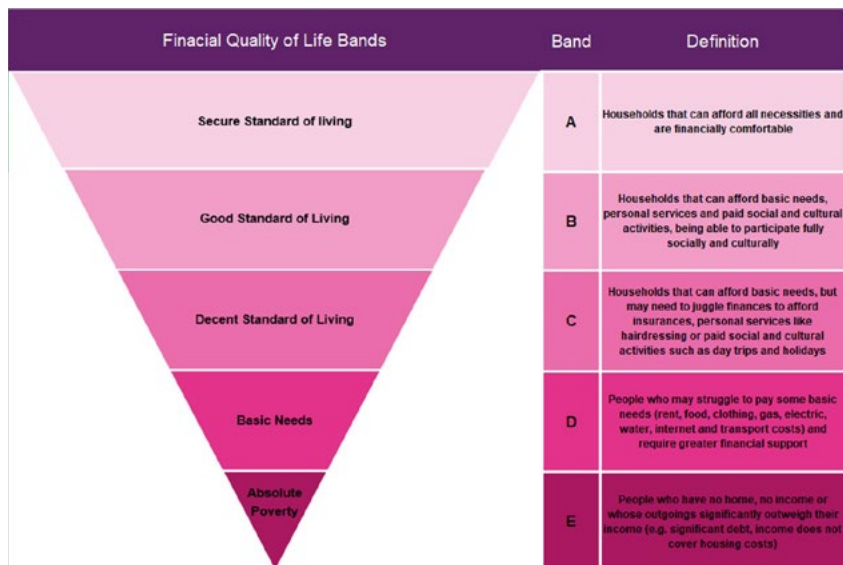 Finacial Quality of Life Bands
Band
Definition
Secure Standard of living
A
Households that can afford all necessities and
are financially comfortable
Good Standard of Living
B
Households that can afford basic needs,
personal services and paid social and cultural
activities, being able to participate fully
socially and culturally
Decent Standard of Living
C
Households that can afford basic needs, but
may need to juggle finances to afford
insurances, personal services like
hairdressing or paid social and cultural
activities such as day trips and holidays
Basic Needs
D
People who may struggle to pay some basic
needs (rent, food, clothing, gas, electric,
water, internet and transport costs) and
require greater financial support
Absolute
Poverty
E
People who have no home, no income or
whose outgoings significantly outweigh their
income (e.g. significant debt, income does not
cover housing costs)